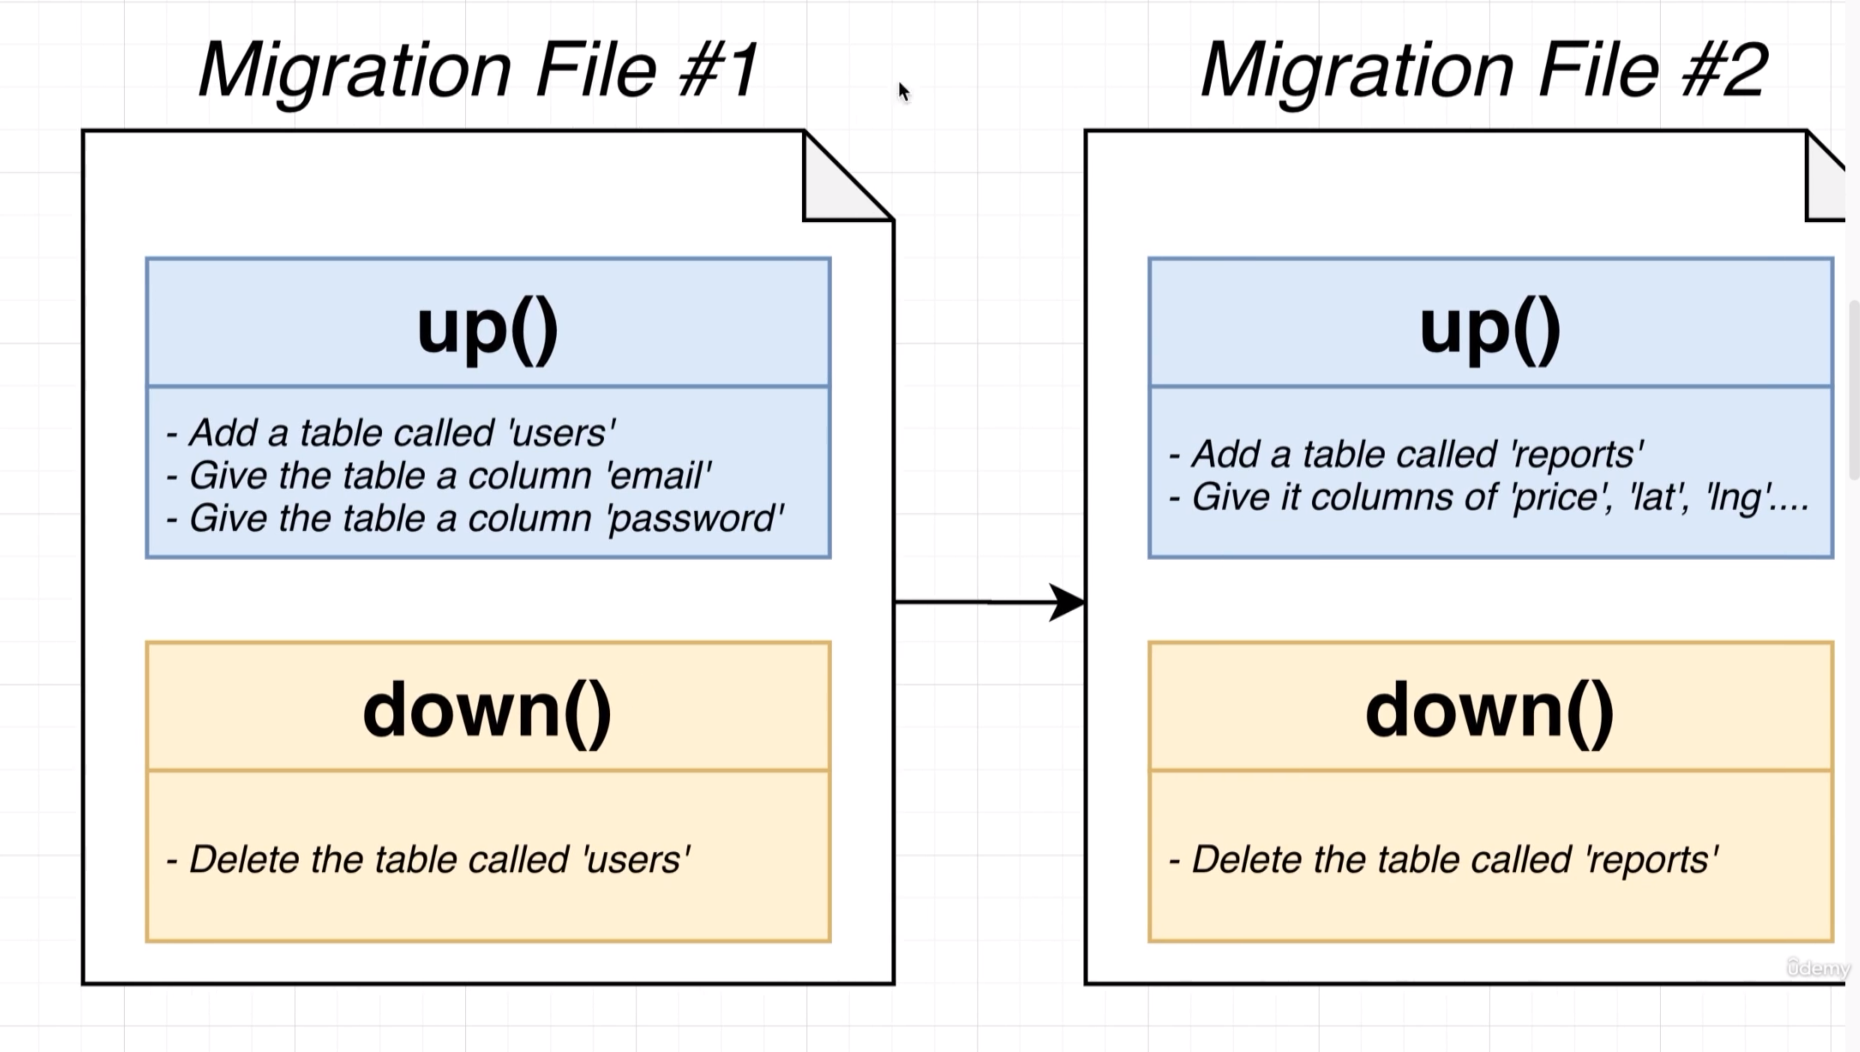 Migration File #1
up()
- Add a table called 'users'
- Give the table a column 'email'
- Give the table a column 'password'
down()
- Delete the table called 'users'
Migration File #2
up()
- Add a table called 'reports'
- Give it columns of 'price', 'lat', 'lng'....
down()
- Delete the table called 'reports'
ûdemy